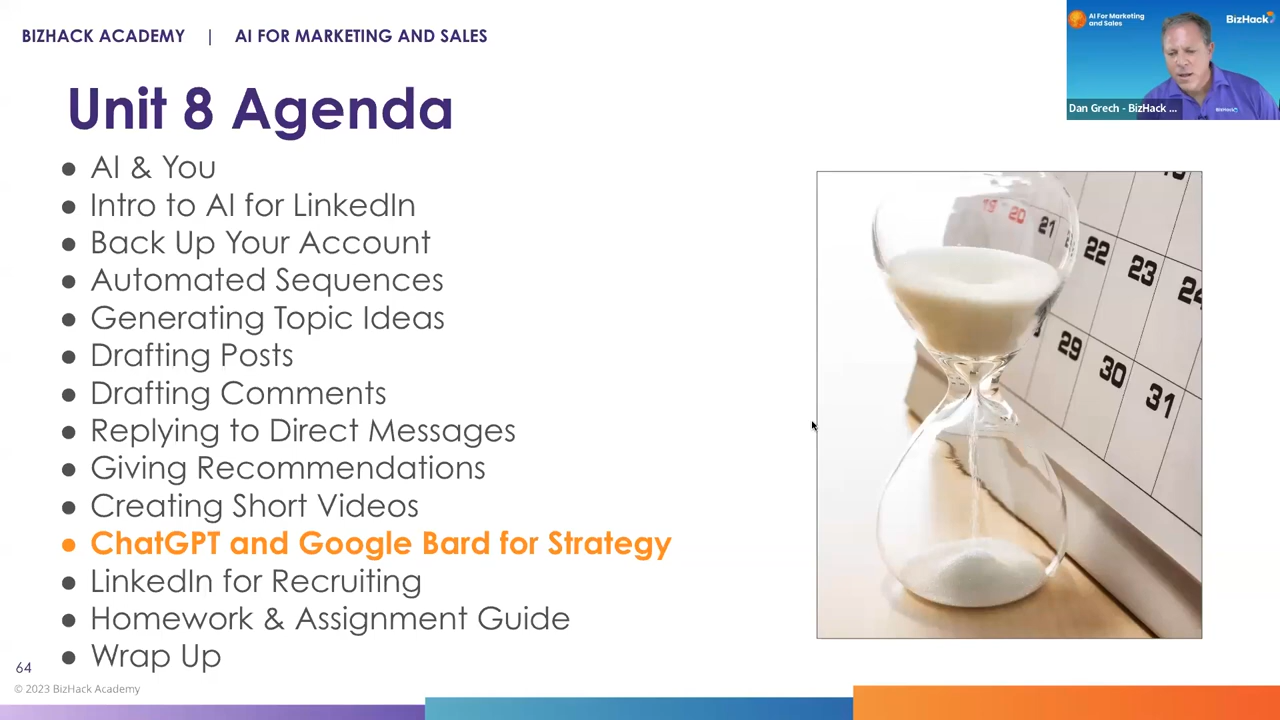 BIZHACK ACADEMY | AI FOR MARKETING AND SALES
AI For Marketing
and Sales
BizHack
BizHack
Dan Grech - BizHack ...
Unit 8 Agenda
● AI & You
● Intro to AI for LinkedIn
● Back Up Your Account
● Automated Sequences
● Generating Topic Ideas
● Drafting Posts
● Drafting Comments
● Replying to Direct Messages
● Giving Recommendations
● Creating Short Videos
● ChatGPT and Google Bard for Strategy
● LinkedIn for Recruiting
● Homework & Assignment Guide
● Wrap Up
19 20 21 22 23 24
29 30 31
64
© 2023 BizHack Academy